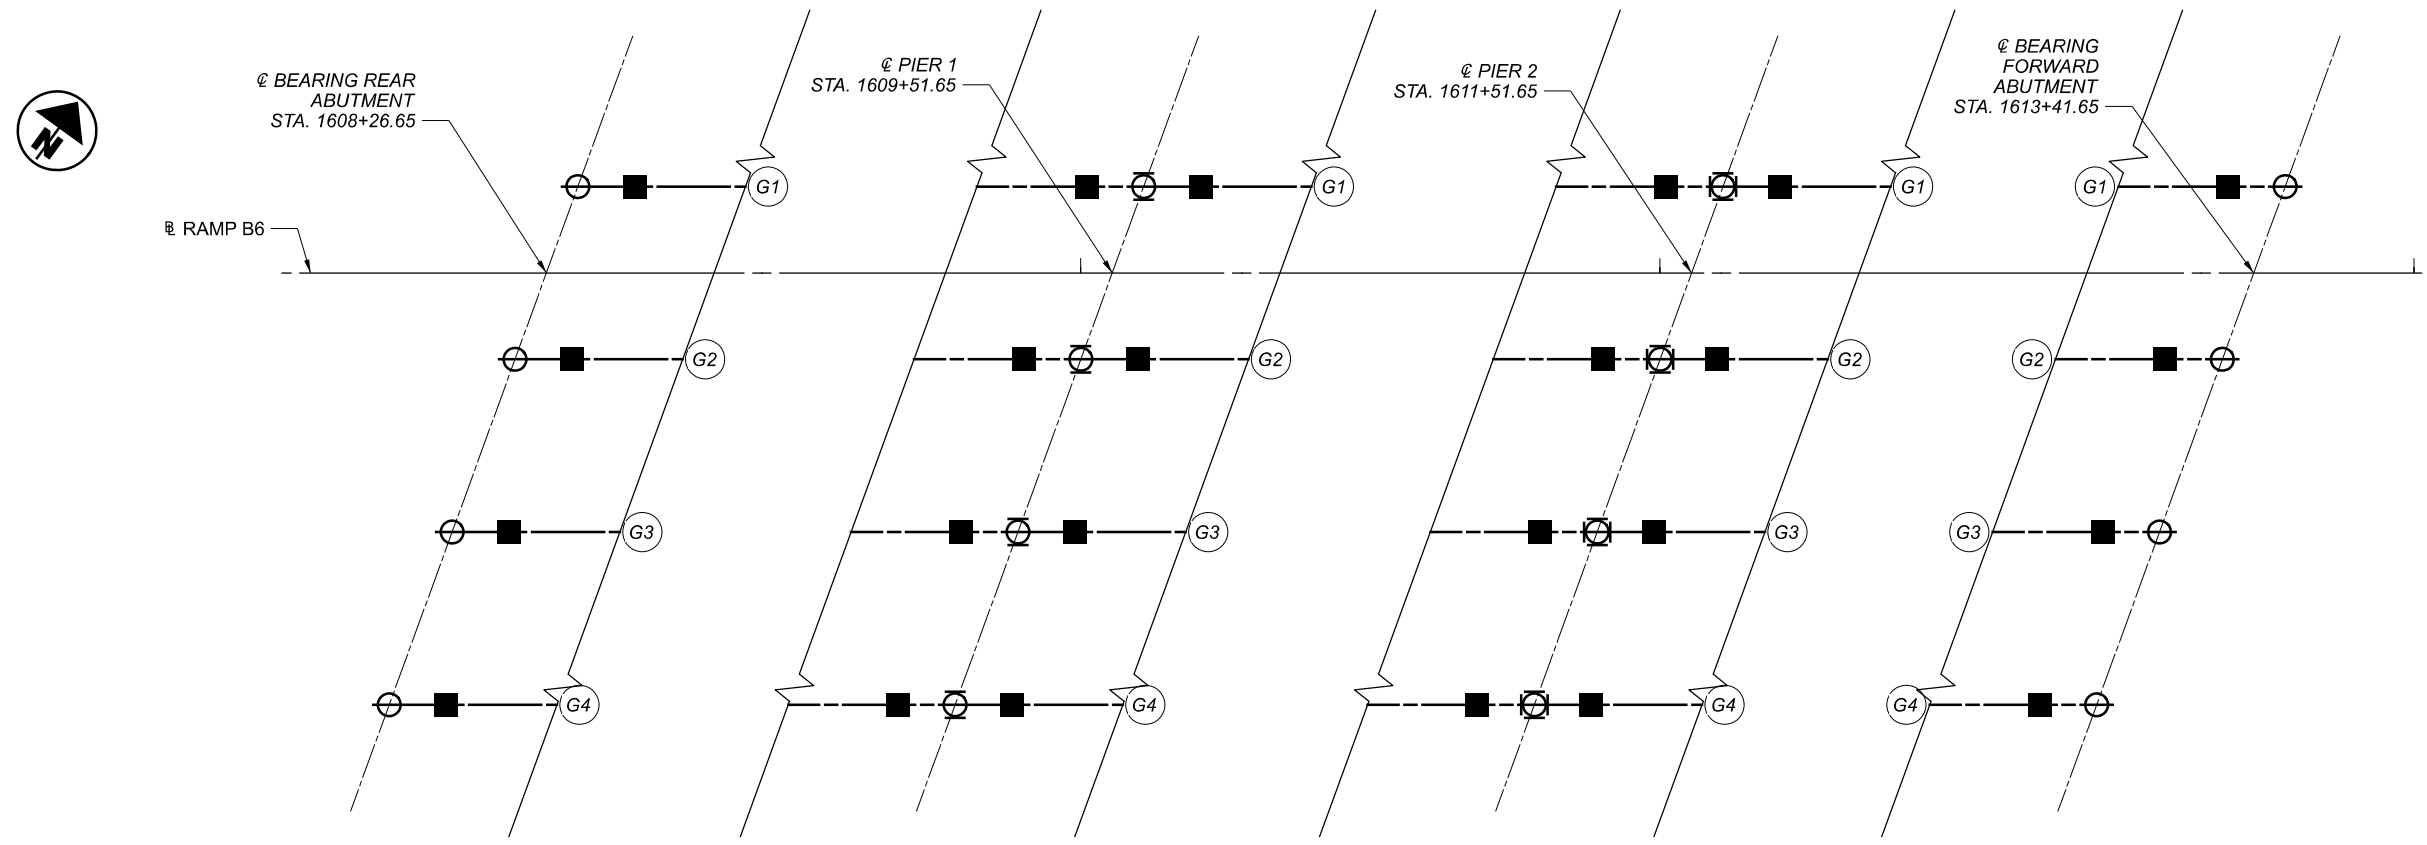 ℄ BEARING REAR
ABUTMENT
STA. 1608+26.65
℄ PIER 1
STA. 1609+51.65
℄ PIER 2
STA. 1611+51.65
℄ BEARING
FORWARD
ABUTMENT
STA. 1613+41.65
N
G1
G1
G1
G1
BL RAMP B6
G2
G2
G2
G2
G3
G3
G3
G3
G4
G4
G4
G4